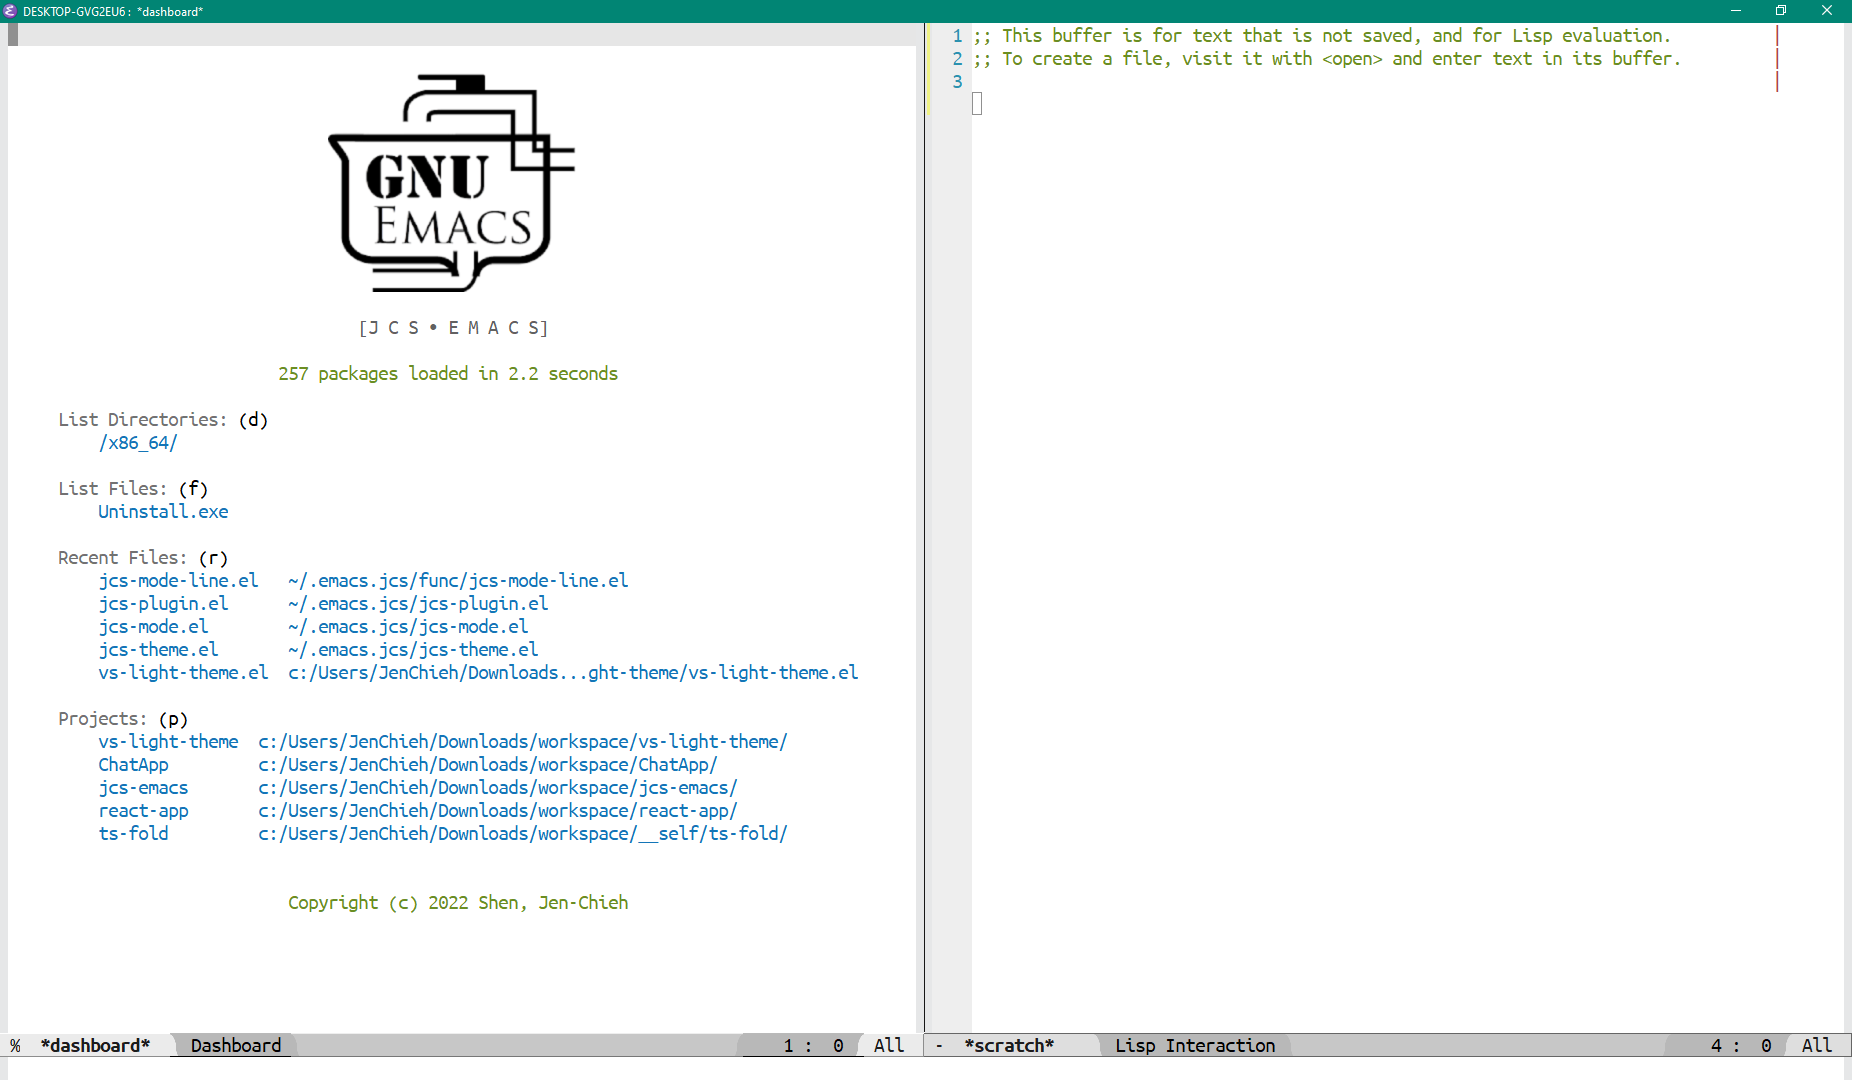 DESKTOP-GVG2EU6: *dashboard*
GNU
EMACS
[J C S • E M A C S]
257 packages loaded in 2.2 seconds
List Directories: (d)
/x86_64/
List Files: (f)
Uninstall.exe
Recent Files: (r)
jcs-mode-line.el   ~/.emacs.jcs/func/jcs-mode-line.el
jcs-plugin.el      ~/.emacs.jcs/jcs-plugin.el
jcs-mode.el        ~/.emacs.jcs/jcs-mode.el
jcs-theme.el       ~/.emacs.jcs/jcs-theme.el
vs-light-theme.el  c:/Users/JenChieh/Downloads...ght-theme/vs-light-theme.el
Projects: (p)
vs-light-theme  c:/Users/JenChieh/Downloads/workspace/vs-light-theme/
ChatApp         c:/Users/JenChieh/Downloads/workspace/ChatApp/
jcs-emacs       c:/Users/JenChieh/Downloads/workspace/jcs-emacs/
react-app       c:/Users/JenChieh/Downloads/workspace/react-app/
ts-fold         c:/Users/JenChieh/Downloads/workspace/__self/ts-fold/
Copyright (c) 2022 Shen, Jen-Chieh
% *dashboard* Dashboard 1 : 0 All
1 ;; This buffer is for text that is not saved, and for Lisp evaluation.
2 ;; To create a file, visit it with <open> and enter text in its buffer.
3
- *scratch* Lisp Interaction 4 : 0 All